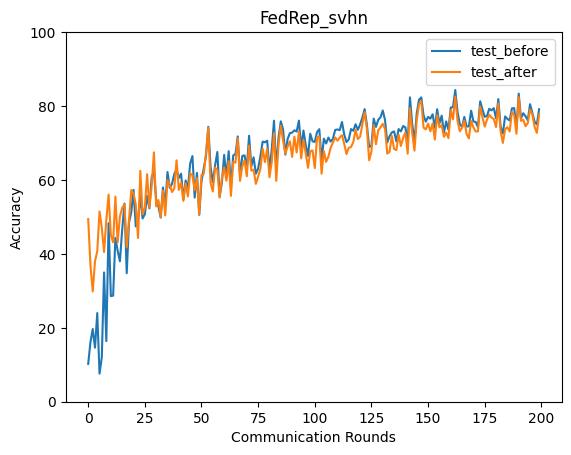 FedRep_svhn
test_before
test_after
100
80
60
40
20
0
Accuracy
0 25 50 75 100 125 150 175 200
Communication Rounds